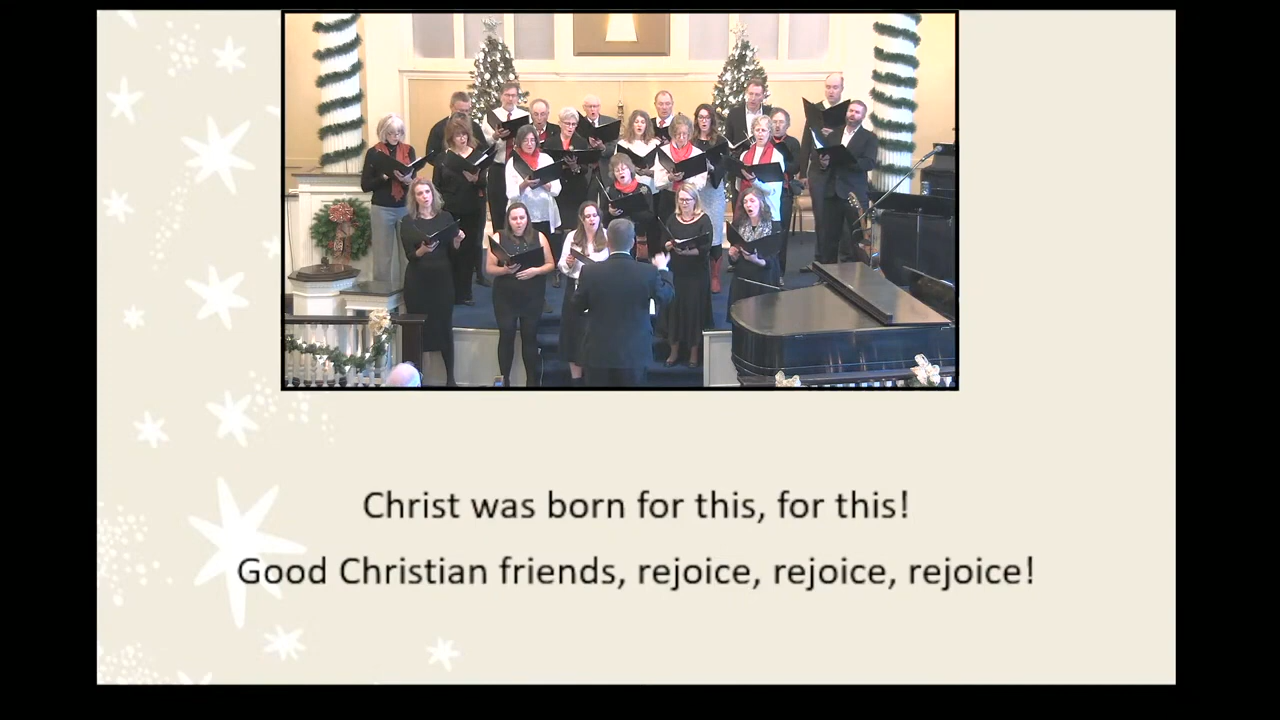 Christ was born for this, for this!
Good Christian friends, rejoice, rejoice, rejoice!